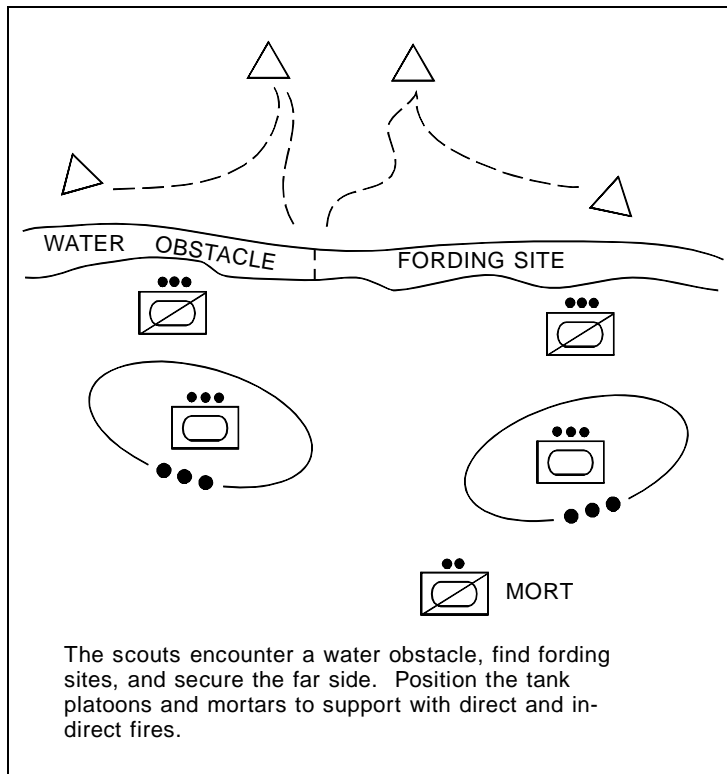 WATER OBSTACLE FORDING SITE
MORT
The scouts encounter a water obstacle, find fording
sites, and secure the far side. Position the tank
platoons and mortars to support with direct and in-
direct fires.